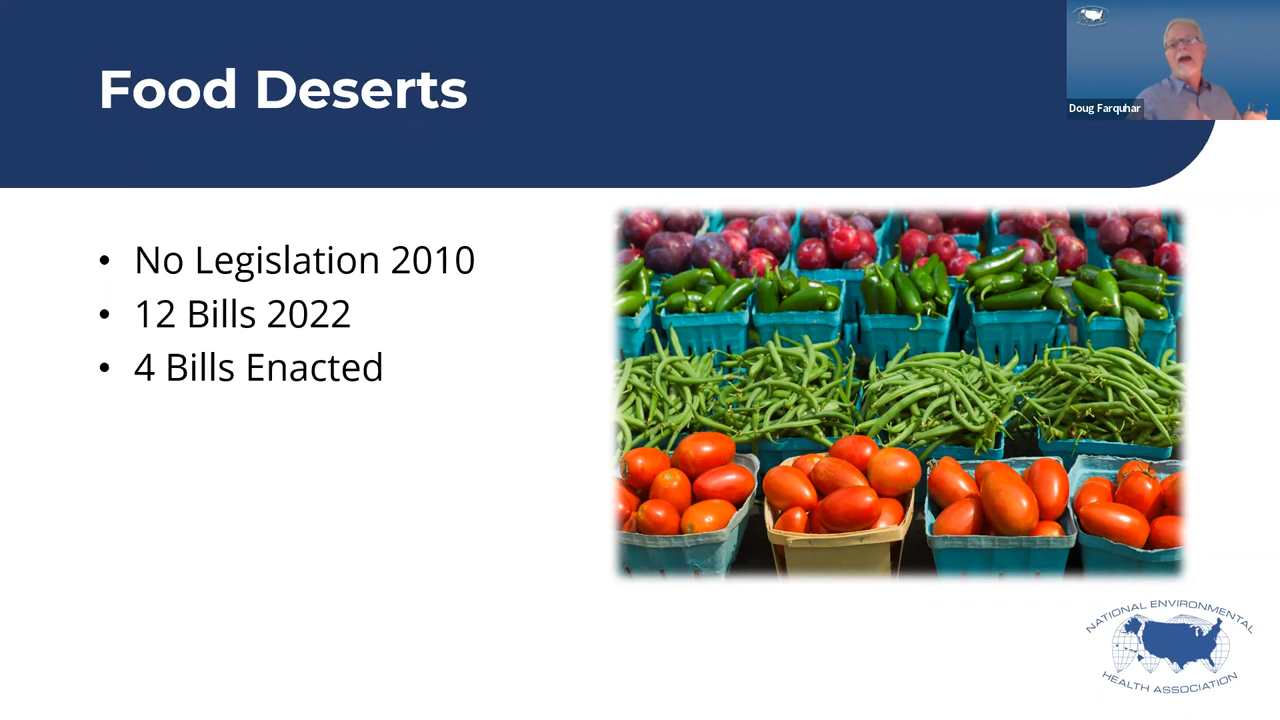 Food Deserts
Doug Farquhar
• No Legislation 2010
• 12 Bills 2022
• 4 Bills Enacted
NATIONAL ENVIRONMENTAL
HEALTH ASSOCIATION